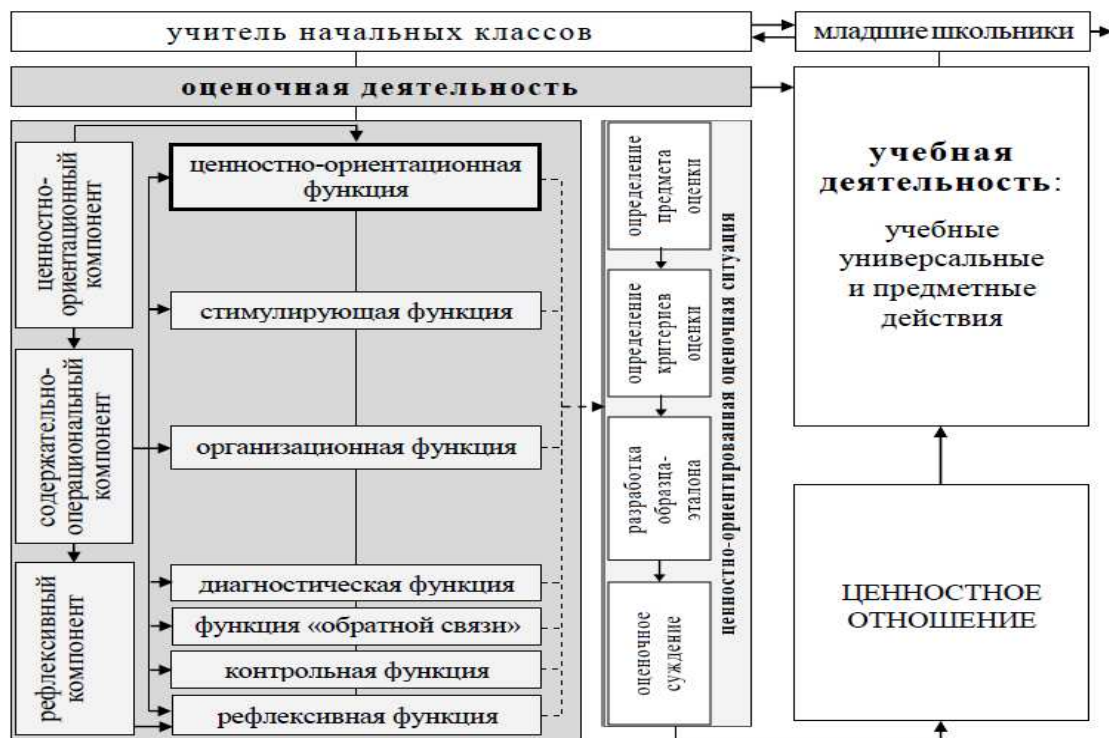 учитель начальных классов
младшие школьники
оценочная деятельность
ценностно-
ориентационный
компонент
содержательно-
операциональный
компонент
рефлексивный
компонент
ценностно-ориентационная
функция
стимулирующая функция
организационная функция
диагностическая функция
функция «обратной связи»
контрольная функция
рефлексивная функция
определение
предмета
оценки
определение
критериев
оценки
разработка
образца-
эталона
оценочное
суждение
ценностно-ориентированная оценочная ситуация
учебная
деятельность:
учебные
универсальные
и предметные
действия
ЦЕННОСТНОЕ
ОТНОШЕНИЕ